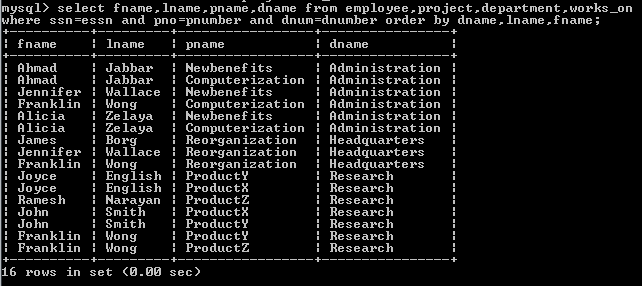 mysql> select fname,lname,pname,dname from employee,project,department,works_on
where ssn=essn and pno=pnumber and dnum=dnumber order by dname,lname,fname;
+----------+---------+-----------------+----------------+
| fname    | lname   | pname           | dname          |
+----------+---------+-----------------+----------------+
| Ahmad    | Jabbar  | Newbenefits     | Administration |
| Ahmad    | Jabbar  | Computerization | Administration |
| Jennifer | Wallace | Newbenefits     | Administration |
| Franklin | Wong    | Computerization | Administration |
| Alicia   | Zelaya  | Newbenefits     | Administration |
| Alicia   | Zelaya  | Computerization | Administration |
| James    | Borg    | Reorganization  | Headquarters   |
| Jennifer | Wallace | Reorganization  | Headquarters   |
| Franklin | Wong    | Reorganization  | Headquarters   |
| Joyce    | English | ProductY        | Research       |
| Joyce    | English | ProductX        | Research       |
| Ramesh   | Narayan | ProductZ        | Research       |
| John     | Smith   | ProductX        | Research       |
| John     | Smith   | ProductY        | Research       |
| Franklin | Wong    | ProductY        | Research       |
| Franklin | Wong    | ProductZ        | Research       |
+----------+---------+-----------------+----------------+
16 rows in set (0.00 sec)